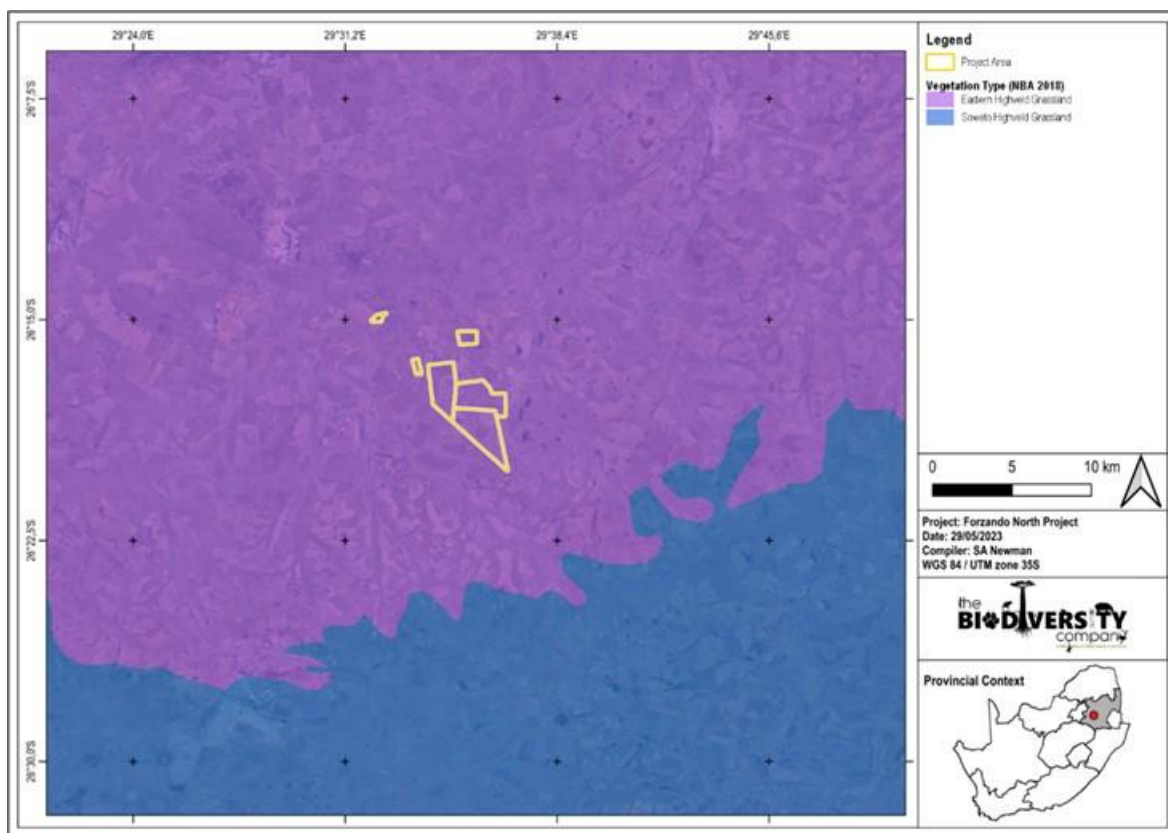 29°24,0'E 29°31,2'E 29°38,4'E 29°45,6'E
26°7,5'S
26°15,0'S
26°22,5'S
26°30,0'S
Legend
Project Area
Vegetation Type (NBA 2018)
Eastern Highveld Grassland
Soweto Highveld Grassland
0 5 10 km
Project: Forzando North Project
Date: 29/05/2023
Compiler: SA Newman
WGS 84 / UTM zone 35S
the
BIODIVERSITY
company
Provincial Context